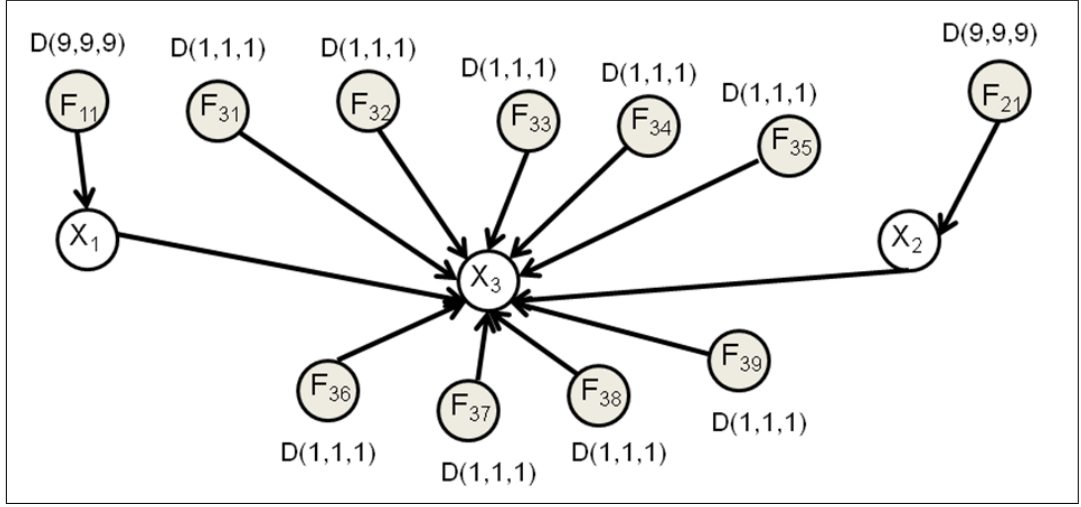 D(9,9,9)
D(1,1,1)
D(1,1,1)
D(1,1,1)
D(1,1,1)
D(1,1,1)
D(9,9,9)
F11
F31
F32
F33
F34
F35
F21
X1
X3
X2
F36
F37
F38
F39
D(1,1,1)
D(1,1,1)
D(1,1,1)
D(1,1,1)